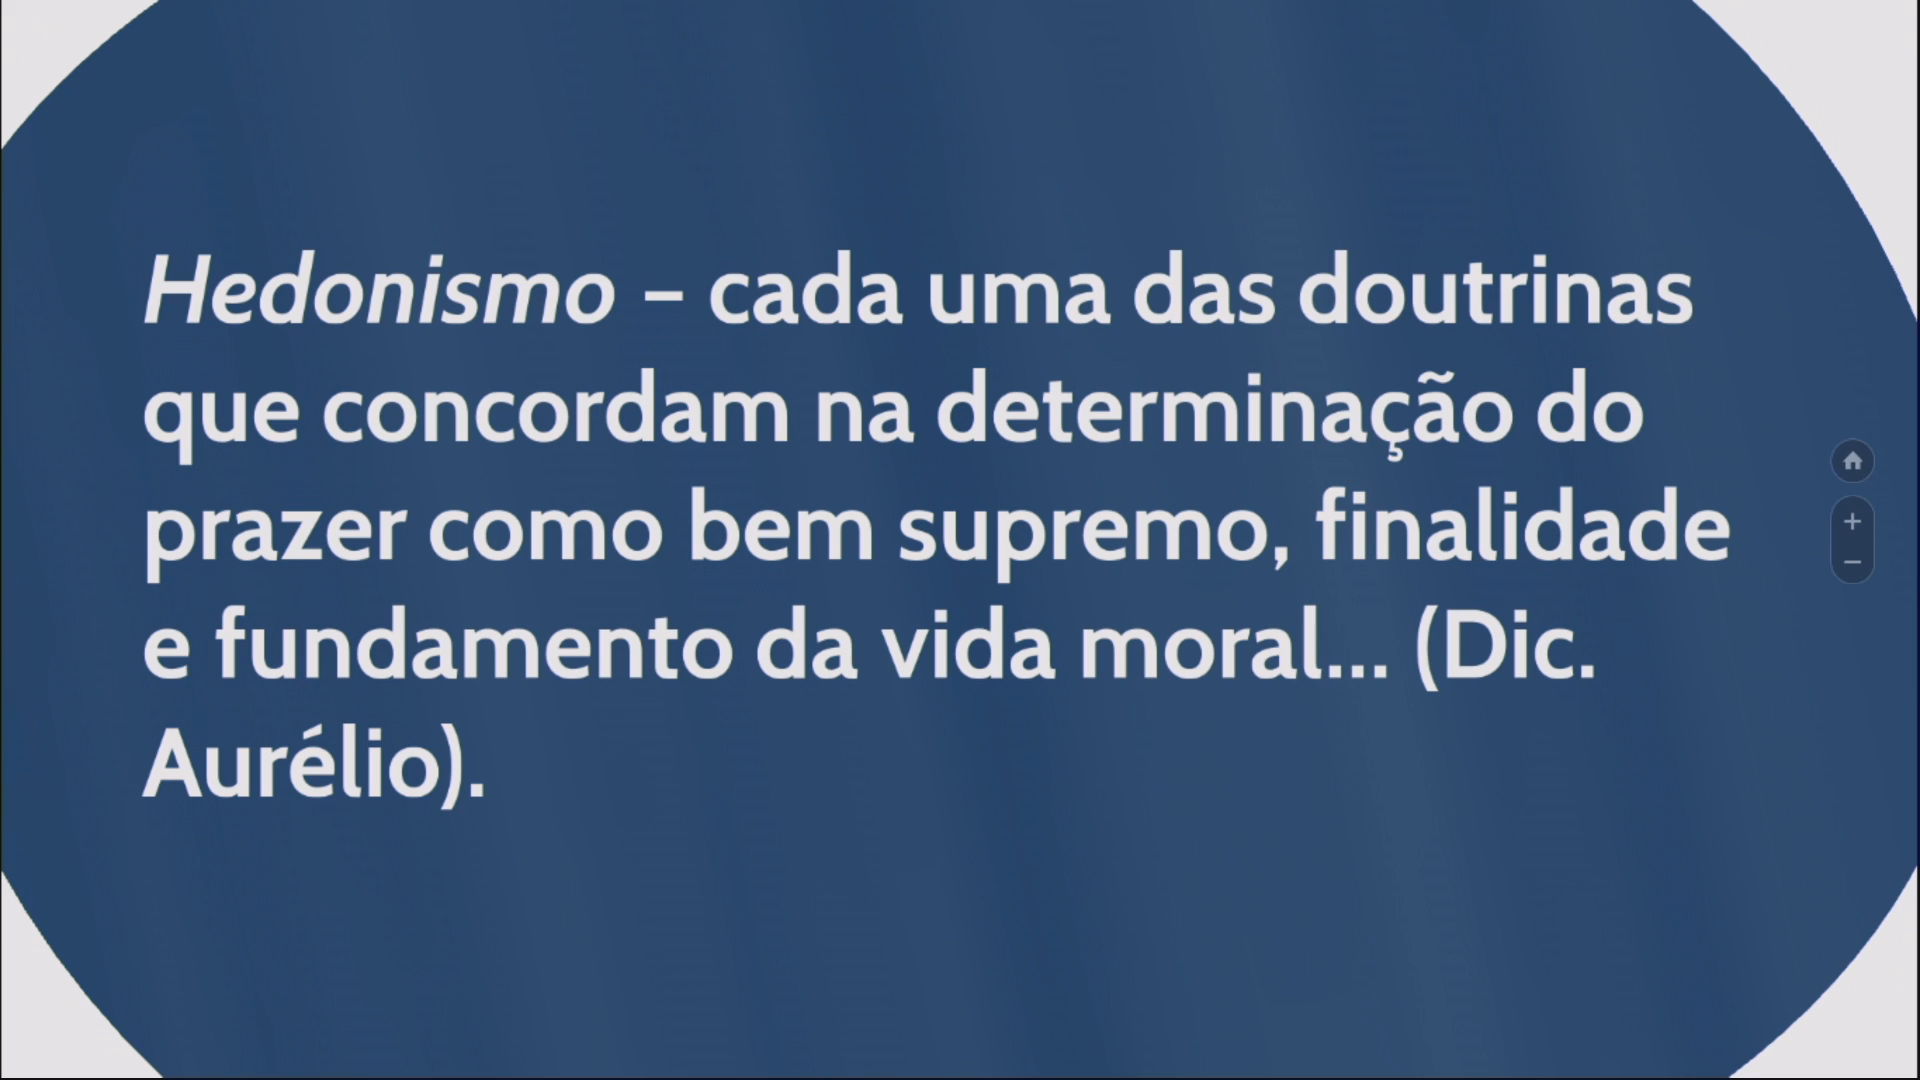 Hedonismo – cada uma das doutrinas
que concordam na determinação do
prazer como bem supremo, finalidade
e fundamento da vida moral... (Dic.
Aurélio).